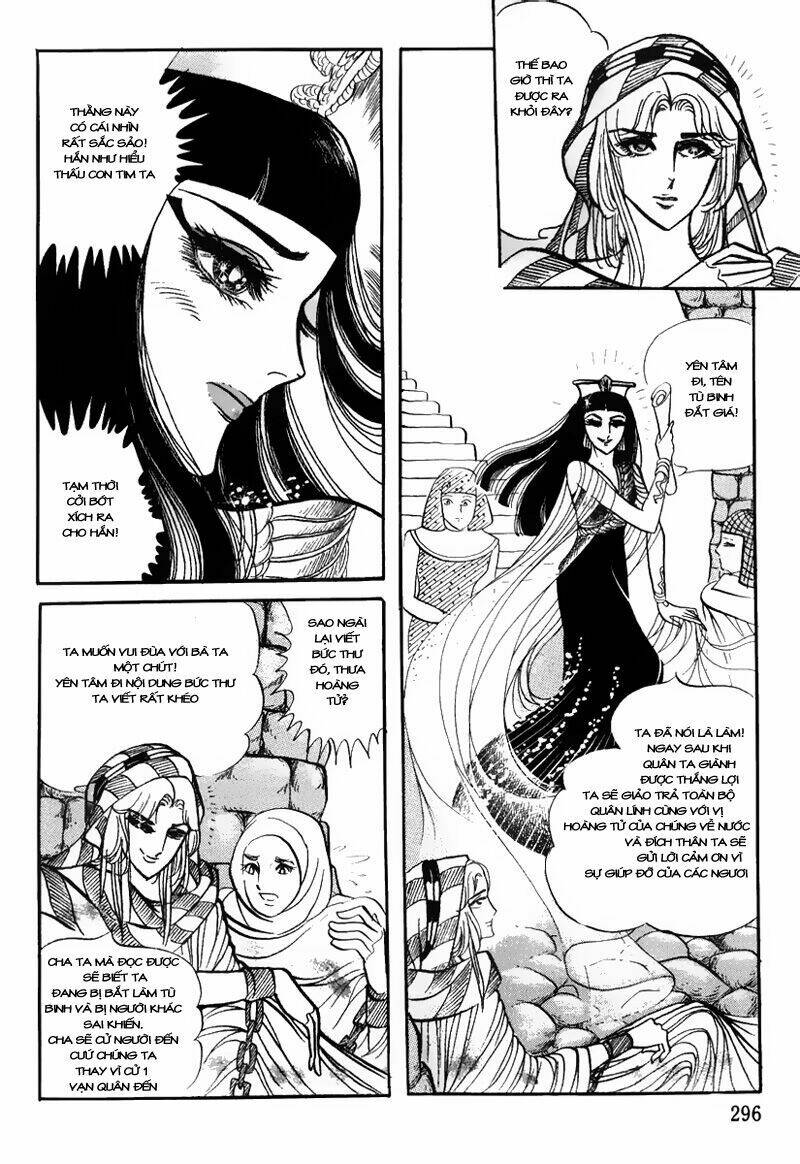 THẾ BAO
GIỜ THÌ TA
ĐƯỢC RA
KHỎI ĐÂY?
THẰNG NÀY
CÓ CÁI NHÌN
RẤT SẮC SẢO!
HẮN NHƯ HIỂU
THẤU CON TIM TA
TẠM THỜI
CỞI BỚT
XÍCH RA
CHO HẮN!
YÊN TÂM
ĐI, TÊN
TÙ BINH
ĐẮT GIÁ!
TA ĐÃ NÓI LÀ LÀM!
NGAY SAU KHI
QUÂN TA GIÀNH
ĐƯỢC THẮNG LỢI
TA SẼ GIAO TRẢ TOÀN BỘ
QUÂN LÍNH CÙNG VỚI VỊ
HOÀNG TỬ CỦA CHÚNG VỀ NƯỚC
VÀ ĐÍCH THÂN TA SẼ
GỬI LỜI CẢM ƠN VÌ
SỰ GIÚP ĐỠ CỦA CÁC NGƯƠI
SAO NGÀI
LẠI VIẾT
BỨC THƯ
ĐÓ, THƯA
HOÀNG
TỬ?
TA MUỐN VUI ĐÙA VỚI BÀ TA
MỘT CHÚT!
YÊN TÂM ĐI NỘI DUNG BỨC THƯ
TA VIẾT RẤT KHÉO
CHA TA MÀ ĐỌC ĐƯỢC
SẼ BIẾT TA
ĐANG BỊ BẮT LÀM TÙ
BINH VÀ BỊ NGƯỜI KHÁC
SAI KHIẾN.
CHA SẼ CỬ NGƯỜI ĐẾN
CƯÚ CHÚNG TA
THAY VÌ CỬ 1
VẠN QUÂN ĐẾN
296